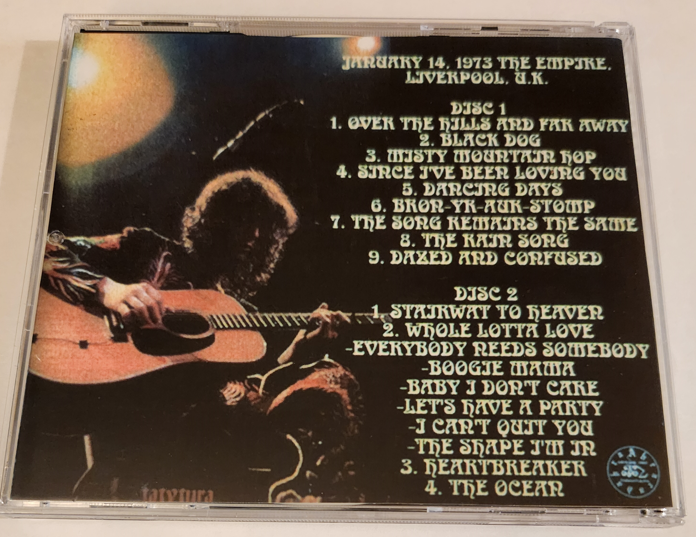 JANUARY 14, 1973 THE EMPIRE,
LIVERPOOL, U.K.
DISC 1
1. OVER THE HILLS AND FAR AWAY
2. BLACK DOG
3. MISTY MOUNTAIN HOP
4. SINCE I'VE BEEN LOVING YOU
5. DANCING DAYS
6. BRON-YR-AUR-STOMP
7. THE SONG REMAINS THE SAME
8. THE RAIN SONG
9. DAZED AND CONFUSED
DISC 2
1. STAIRWAY TO HEAVEN
2. WHOLE LOTTA LOVE
-EVERYBODY NEEDS SOMEBODY
-BOOGIE MAMA
-BABY I DON'T CARE
-LET'S HAVE A PARTY
-I CAN'T QUIT YOU
-THE SHAPE I'M IN
3. HEARTBREAKER
4. THE OCEAN
tarytura